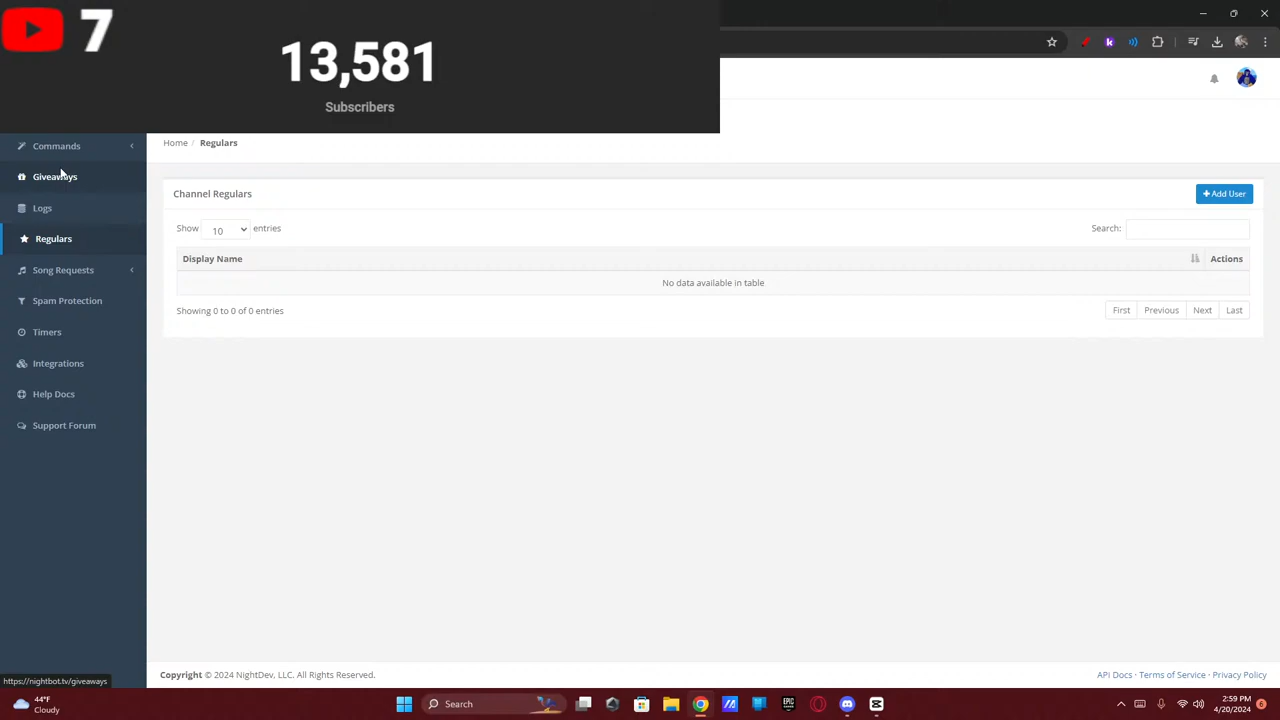 7
13,581
Subscribers
Commands
Giveaways
Logs
Regulars
Song Requests
Spam Protection
Timers
Integrations
Help Docs
Support Forum
Home / Regulars
Channel Regulars
+ Add User
Show 10 entries
Search:
Display Name
Actions
No data available in table
Showing 0 to 0 of 0 entries
First Previous Next Last
Copyright © 2024 NightDev, LLC. All Rights Reserved.
API Docs · Terms of Service · Privacy Policy
https://nightbot.tv/giveaways
44°F
Sunny
Search
EPIC
2:59 PM
4/20/2024